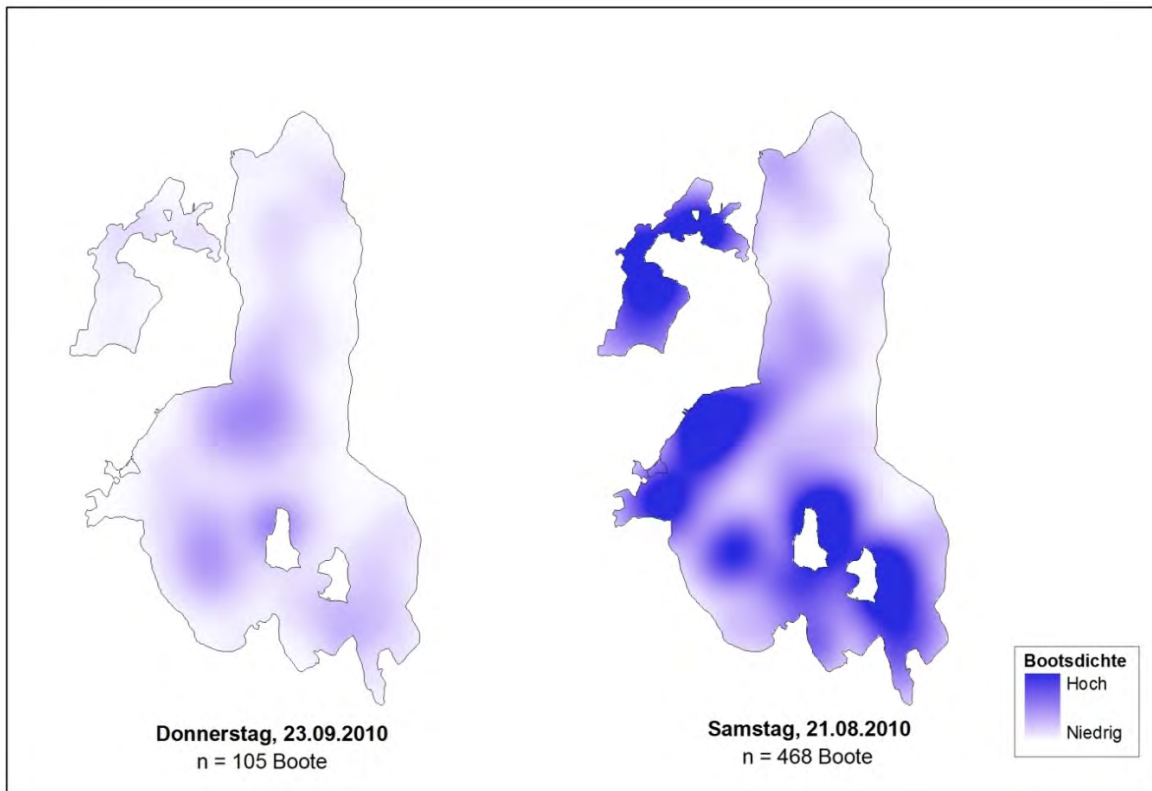 Donnerstag, 23.09.2010
n = 105 Boote
Samstag, 21.08.2010
n = 468 Boote
Bootsdichte
Hoch
Niedrig